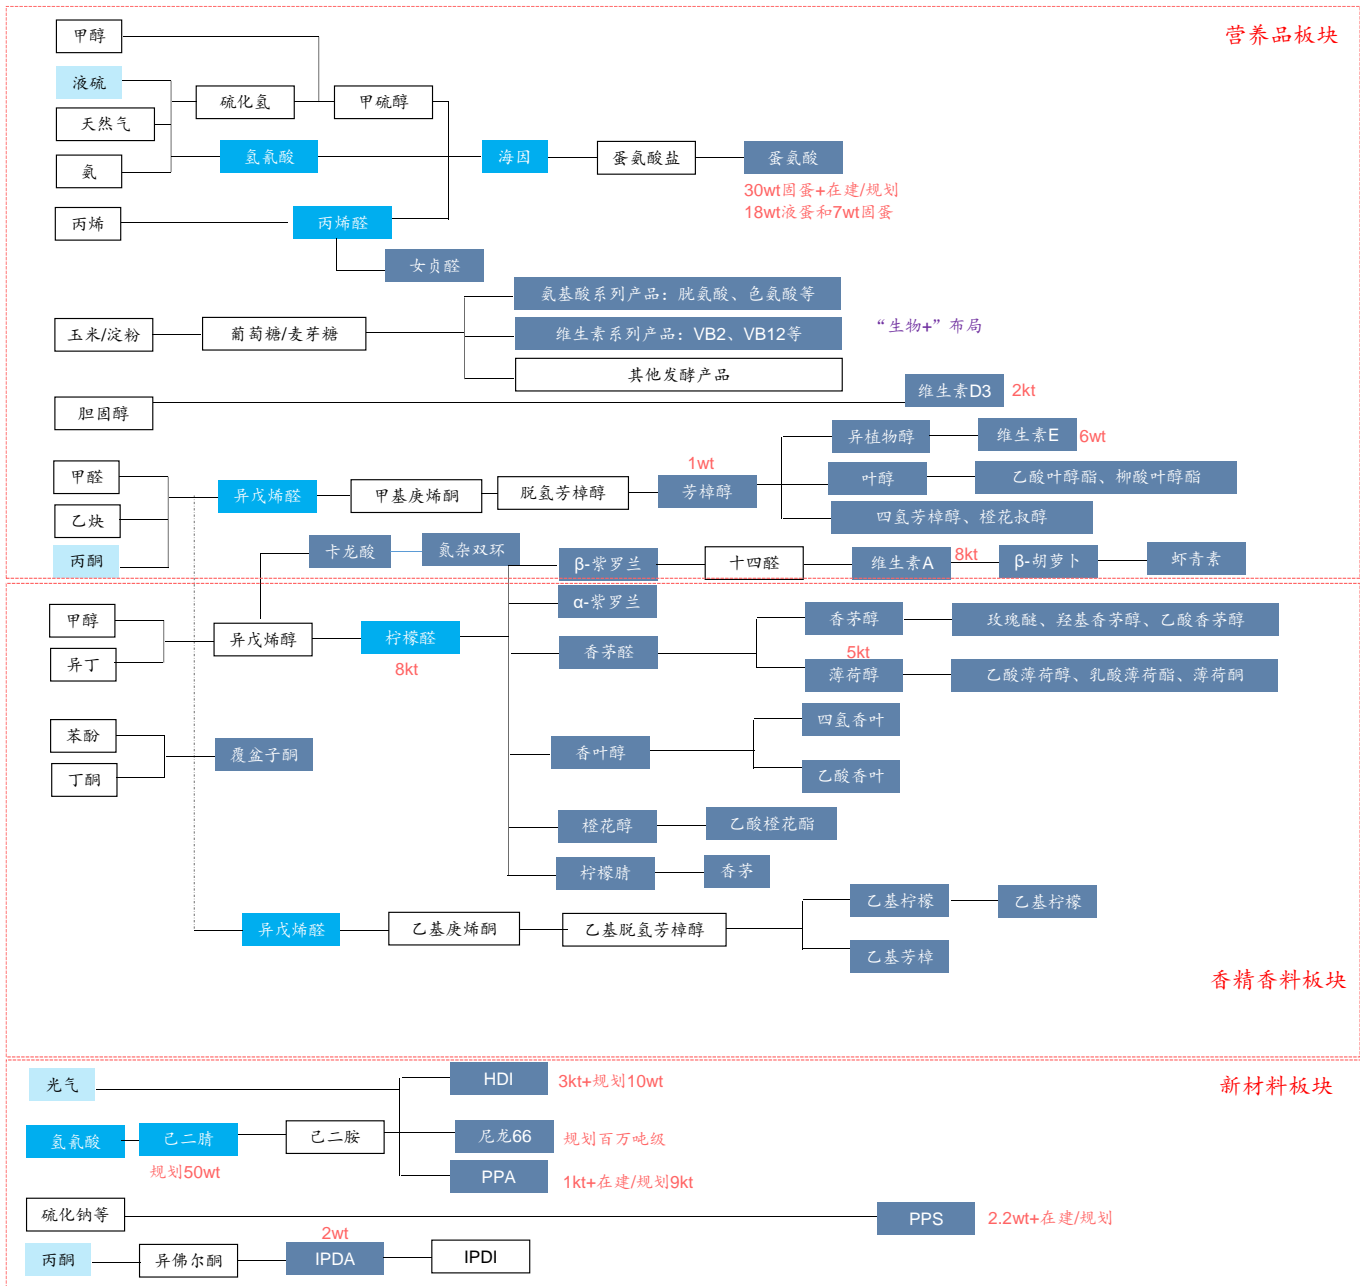 营养品板块
甲醇
液硫
硫化氢
甲硫醇
天然气
氨
氢氰酸
海因
蛋氨酸盐
蛋氨酸
30wt固蛋+在建/规划
18wt液蛋和7wt固蛋
丙烯
丙烯醛
女贞醛
氨基酸系列产品：胱氨酸、色氨酸等
玉米/淀粉
葡萄糖/麦芽糖
维生素系列产品：VB2、VB12等
“生物+”布局
其他发酵产品
胆固醇
维生素D3
2kt
异植物醇
维生素E
6wt
甲醛
乙炔
丙酮
异戊烯醛
甲基庚烯酮
脱氢芳樟醇
1wt
芳樟醇
叶醇
乙酸叶醇酯、柳酸叶醇酯
四氢芳樟醇、橙花叔醇
卡龙酸
氮杂双环
β-紫罗兰
十四醛
维生素A
8kt
β-胡萝卜
虾青素
α-紫罗兰
甲醇
异丁
异戊烯醇
柠檬醛
8kt
香茅醛
香茅醇
玫瑰醚、羟基香茅醇、乙酸香茅醇
5kt
薄荷醇
乙酸薄荷醇、乳酸薄荷酯、薄荷酮
苯酚
丁酮
覆盆子酮
香叶醇
四氢香叶
乙酸香叶
橙花醇
乙酸橙花酯
柠檬腈
香茅
异戊烯醛
乙基庚烯酮
乙基脱氢芳樟醇
乙基柠檬
乙基柠檬
乙基芳樟
香精香料板块
新材料板块
光气
HDI
3kt+规划10wt
氢氰酸
己二腈
规划50wt
己二胺
尼龙66
规划百万吨级
PPA
1kt+在建/规划9kt
硫化钠等
PPS
2.2wt+在建/规划
2wt
丙酮
异佛尔酮
IPDA
IPDI